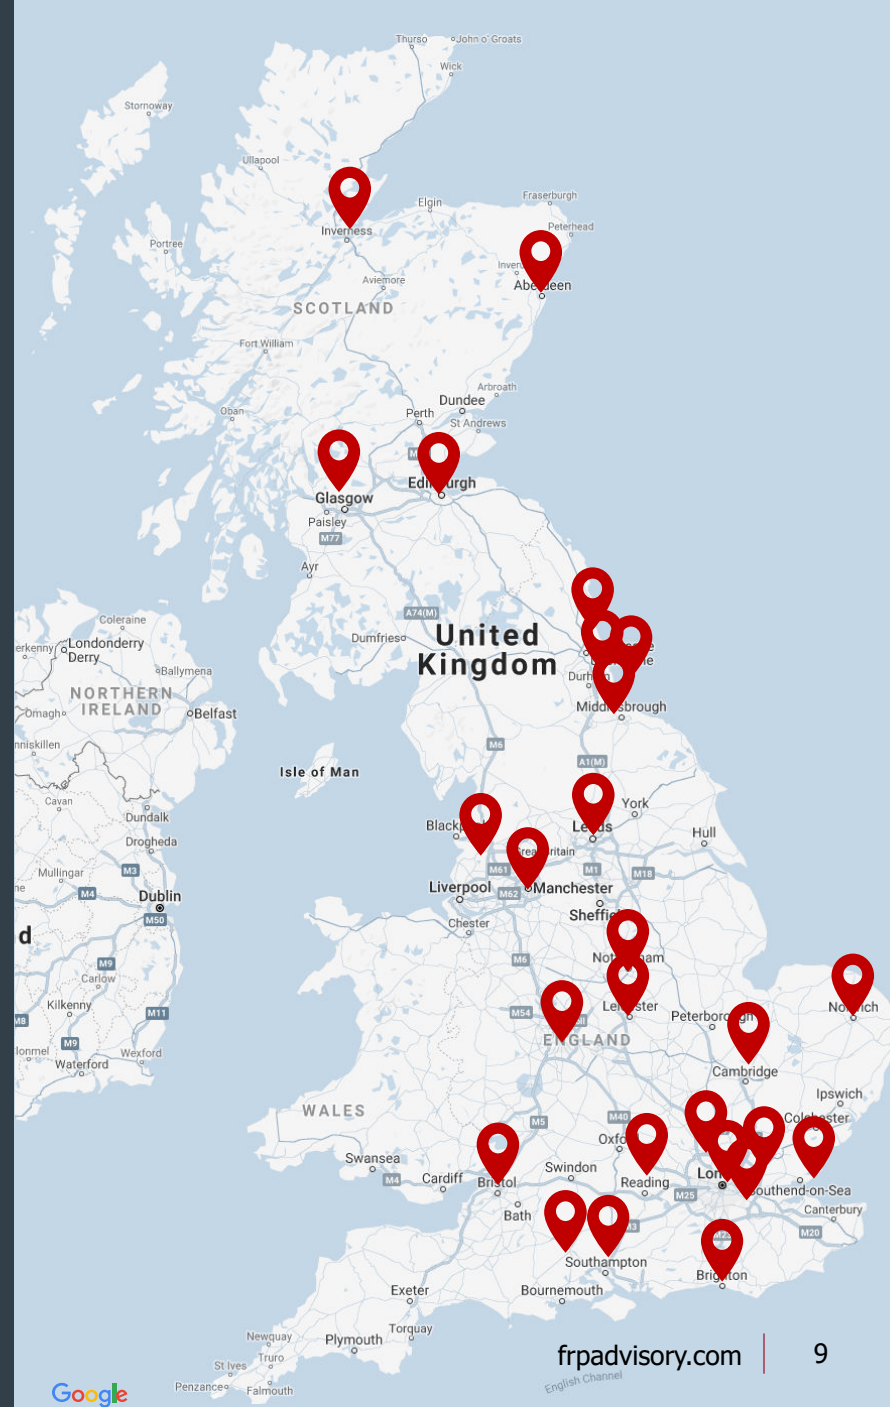 Thurso
John o' Groats
Wick
Stornoway
Ullapool
Elgin
Fraserburgh
Peterhead
Inverness
Portree
Aviemore
Aberdeen
SCOTLAND
Fort William
Arbroath
Dundee
Oban
Perth
St Andrews
Edinburgh
Glasgow
Paisley
M77
Ayr
A74(M)
Coleraine
United
Kingdom
Dumfries
Londonderry
Derry
Ballymena
Durham
NORTHERN
IRELAND
Omagh
Belfast
Middlesbrough
M6
A1(M)
Isle of Man
Cavan
Dundalk
York
Leeds
Hull
Drogheda
M3
Mullingar
M61
M1
M18
M4
Dublin
Liverpool
M62
Manchester
M50
Sheffield
Chester
d
M9
M6
Nottingham
Carlow
Kilkenny
M11
M54
Leicester
Peterborough
Norwich
M8
M9
ENGLAND
Wexford
Waterford
Cambridge
Ipswich
WALES
M5
M40
Colchester
Oxford
Swansea
M4
Cardiff
Bristol
Swindon
Reading
London
M25
Southend-on-Sea
Canterbury
Bath
M3
M20
Southampton
Brighton
Exeter
Bournemouth
Torquay
Newquay
Plymouth
Truro
St Ives
Penzance
Falmouth
English Channel
frpadvisory.com
9
Google